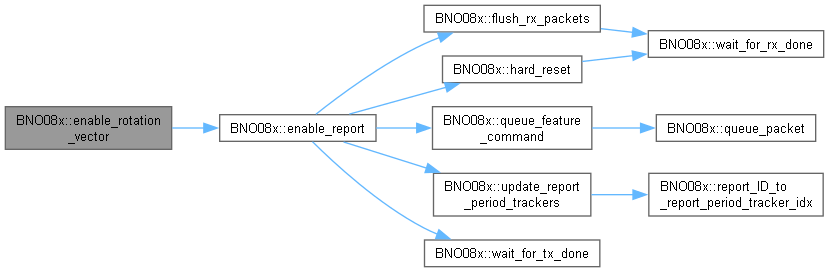 BNO08x::enable_rotation
_vector
BNO08x::enable_report
BNO08x::flush_rx_packets
BNO08x::wait_for_rx_done
BNO08x::hard_reset
BNO08x::queue_feature
_command
BNO08x::queue_packet
BNO08x::update_report
_period_trackers
BNO08x::report_ID_to
_report_period_tracker_idx
BNO08x::wait_for_tx_done